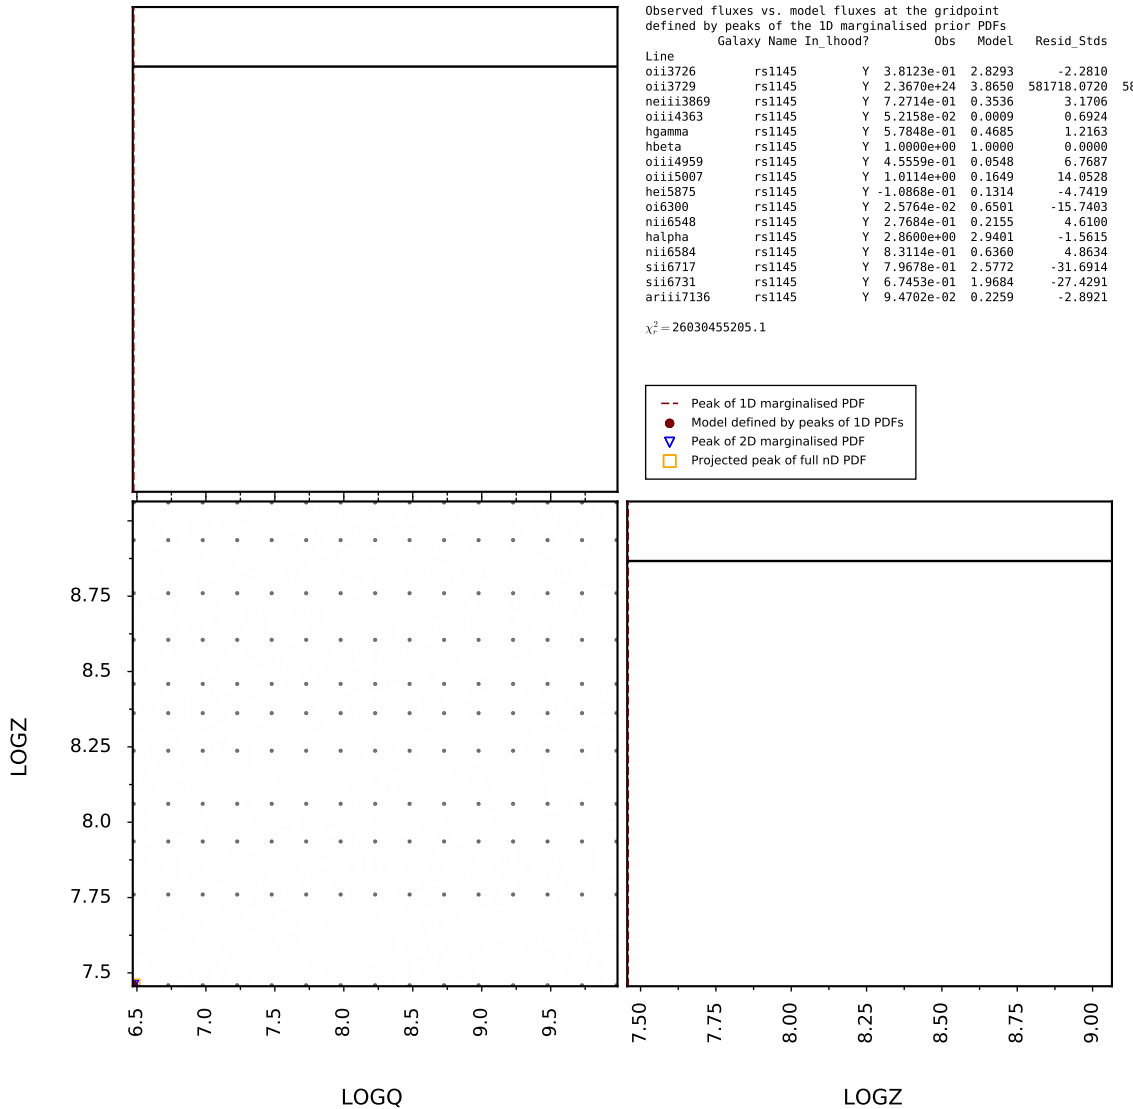 Observed fluxes vs. model fluxes at the gridpoint
defined by peaks of the 1D marginalised prior PDFs
Galaxy Name In_lhood? Obs Model Resid_Stds
Line
oii3726 rs1145 Y 3.8123e-01 2.8293 -2.2810
oii3729 rs1145 Y 2.3670e+24 3.8650 581718.0720 58
neiii3869 rs1145 Y 7.2714e-01 0.3536 3.1706
oiii4363 rs1145 Y 5.2158e-02 0.0009 0.6924
hgamma rs1145 Y 5.7848e-01 0.4685 1.2163
hbeta rs1145 Y 1.0000e+00 1.0000 0.0000
oiii4959 rs1145 Y 4.5559e-01 0.0548 6.7687
oiii5007 rs1145 Y 1.0114e+00 0.1649 14.0528
hei5875 rs1145 Y -1.0868e-01 0.1314 -4.7419
oi6300 rs1145 Y 2.5764e-02 0.6501 -15.7403
nii6548 rs1145 Y 2.7684e-01 0.2155 4.6100
halpha rs1145 Y 2.8600e+00 2.9401 -1.5615
nii6584 rs1145 Y 8.3114e-01 0.6360 4.8634
sii6717 rs1145 Y 7.9678e-01 2.5772 -31.6914
sii6731 rs1145 Y 6.7453e-01 1.9684 -27.4291
ariii7136 rs1145 Y 9.4702e-02 0.2259 -2.8921
χ²ᵣ = 26030455205.1
Peak of 1D marginalised PDF
Model defined by peaks of 1D PDFs
Peak of 2D marginalised PDF
Projected peak of full nD PDF
LOGZ
8.75
8.5
8.25
8.0
7.75
7.5
6.5 7.0 7.5 8.0 8.5 9.0 9.5
LOGQ
7.50 7.75 8.00 8.25 8.50 8.75 9.00
LOGZ